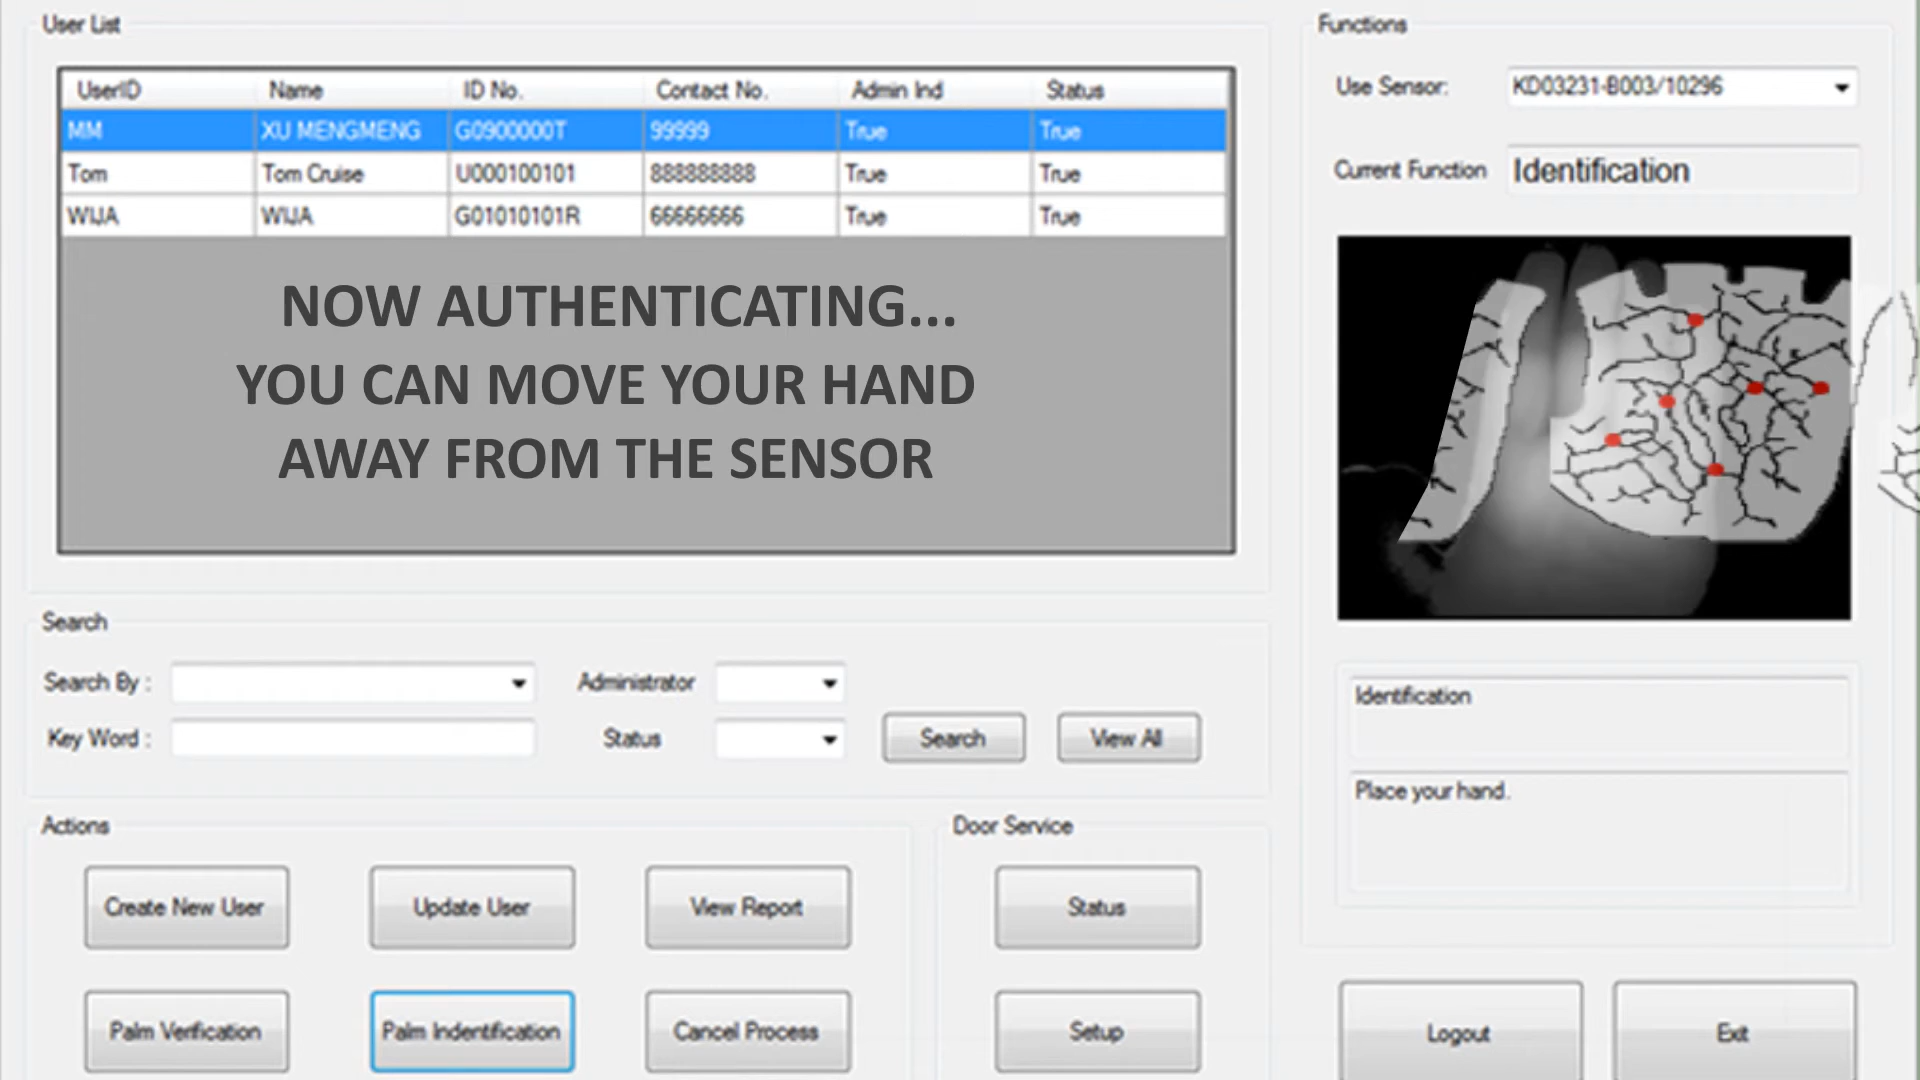 User List
UserID Name ID No. Contact No. Admin Ind Status
MM XU MENGMENG G0900000T 99999 True True
Tom Tom Cruise U000100101 888888888 True True
WIJA WIJA G01010101R 66666666 True True
NOW AUTHENTICATING...
YOU CAN MOVE YOUR HAND
AWAY FROM THE SENSOR
Search
Search By :
Administrator
Key Word :
Status
Search
View All
Actions
Create New User
Update User
View Report
Palm Verification
Palm Indentification
Cancel Process
Door Service
Status
Setup
Functions
Use Sensor: KD03231-B003/10296
Current Function Identification
Identification
Place your hand.
Logout
Exit